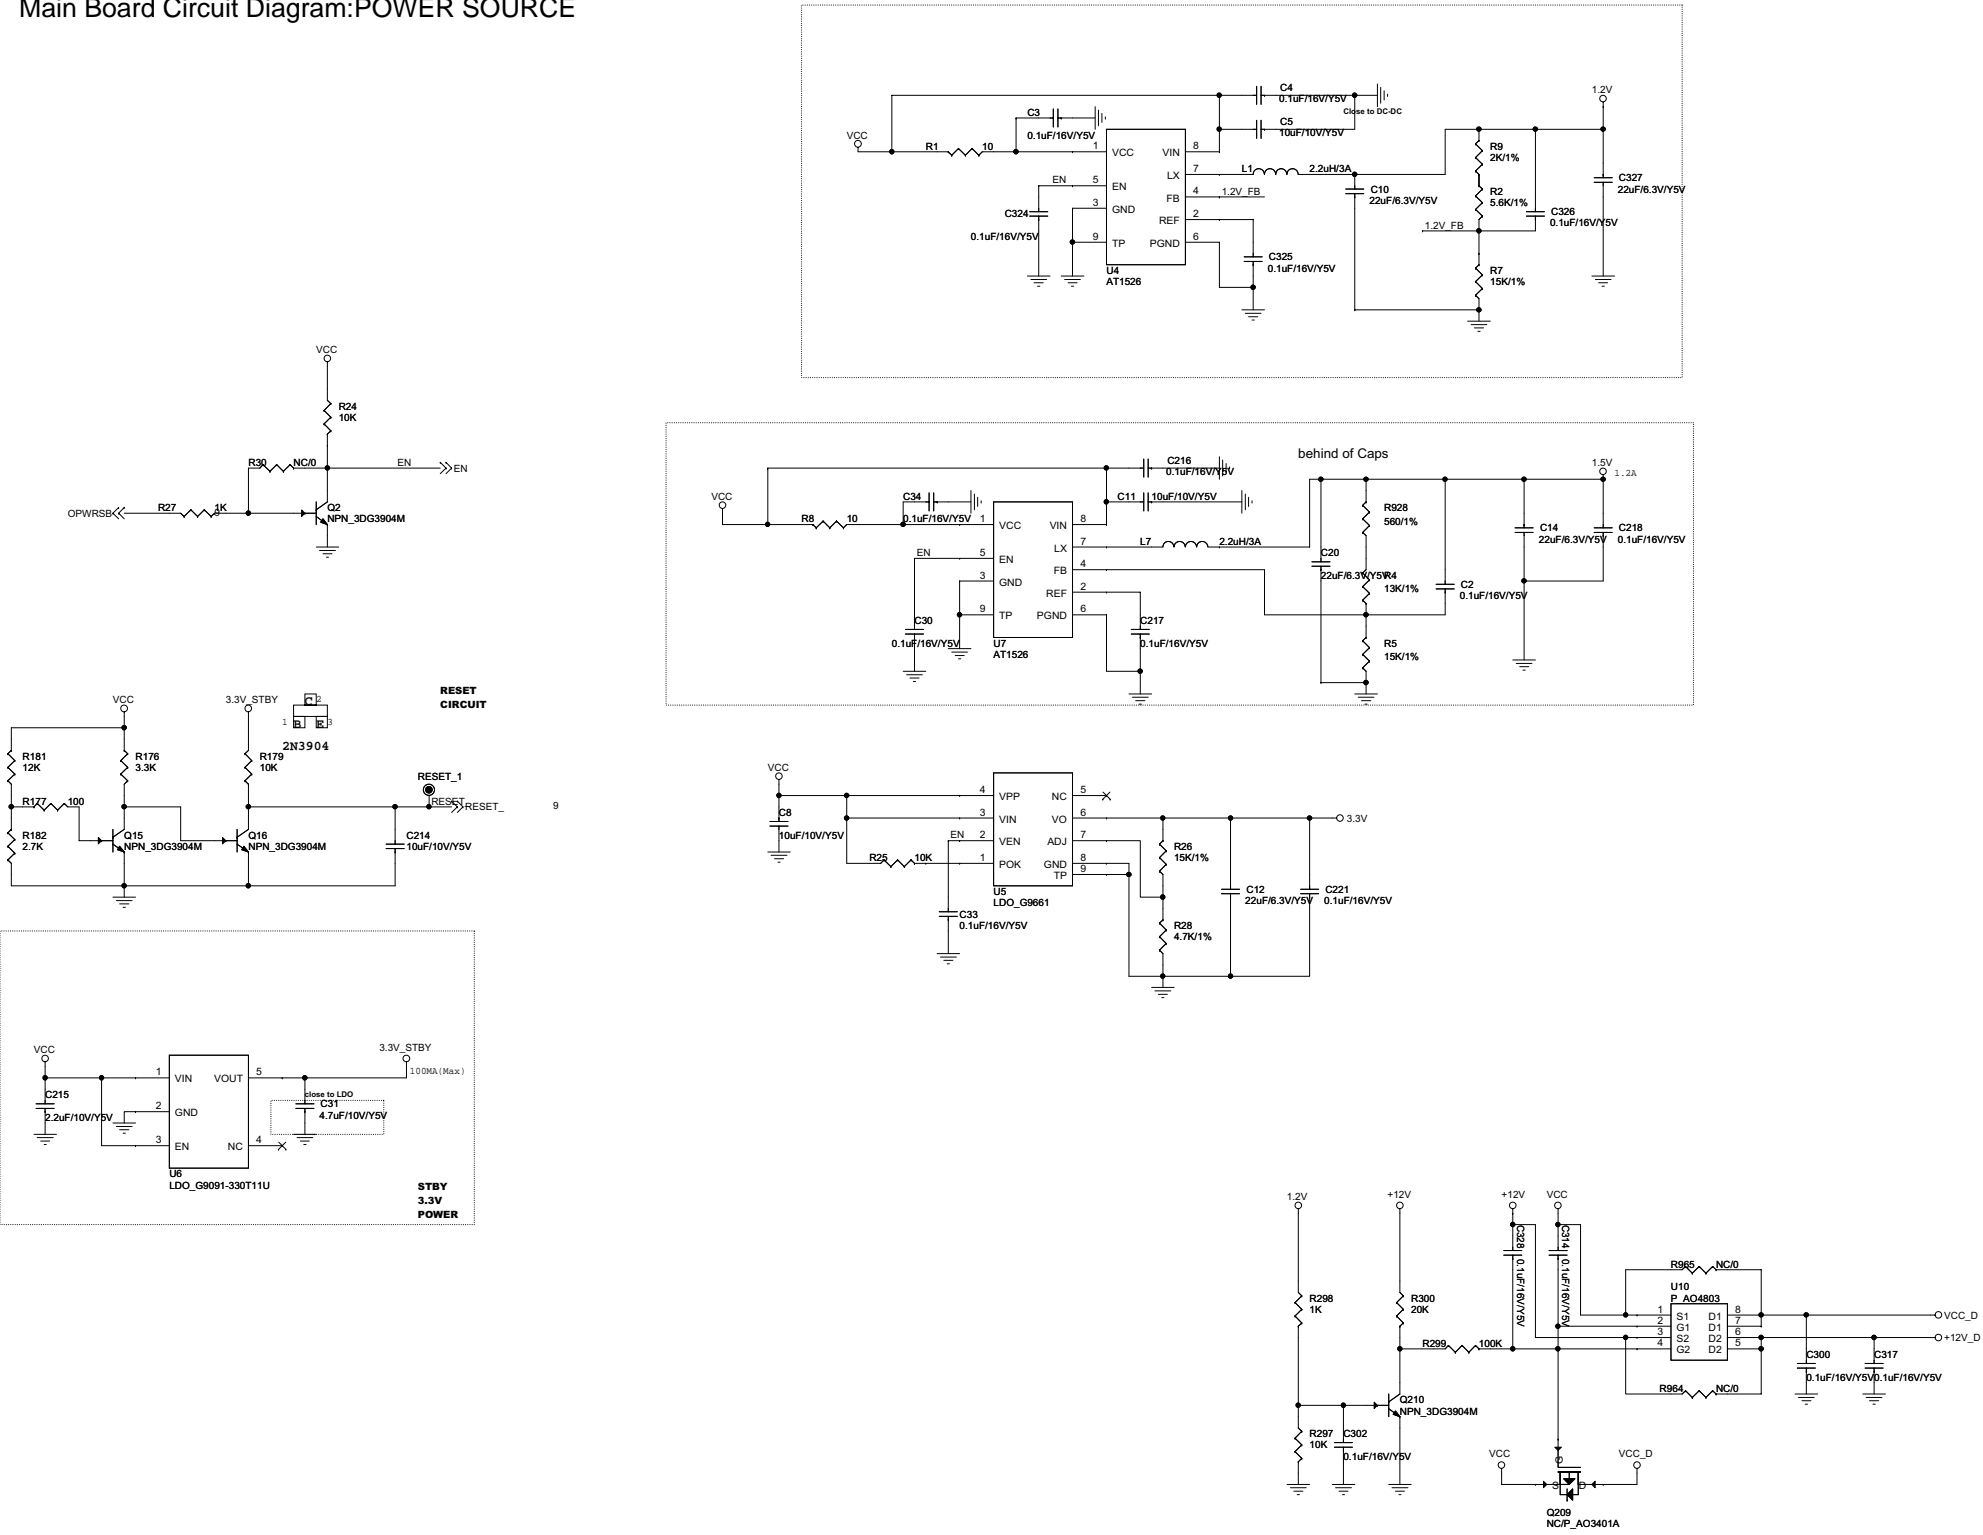 Main Board Circuit Diagram:POWER SOURCE
C4
0.1uF/16V/Y5V
Close to DC-DC
1.2V
C3
0.1uF/16V/Y5V
C5
10uF/10V/Y5V
VCC
R1
10
1
VCC
VIN
8
R9
2K/1%
LX
7
L1
2.2uH/3A
EN
5
EN
C10
22uF/6.3V/Y5V
C327
22uF/6.3V/Y5V
FB
4
1.2V_FB
R2
5.6K/1%
3
GND
C324
0.1uF/16V/Y5V
REF
2
C326
0.1uF/16V/Y5V
1.2V_FB
9
TP
PGND
6
C325
0.1uF/16V/Y5V
U4
AT1526
R7
15K/1%
VCC
R24
10K
R30
NC/0
EN
EN
OPWRSB
R27
1K
Q2
NPN_3DG3904M
behind of Caps
C216
0.1uF/16V/Y5V
1.5V
1.2A
VCC
C34
0.1uF/16V/Y5V
C11
10uF/10V/Y5V
R928
560/1%
R8
10
1
VCC
VIN
8
C14
22uF/6.3V/Y5V
C218
0.1uF/16V/Y5V
LX
7
L7
2.2uH/3A
EN
5
EN
C20
22uF/6.3V/Y5V
FB
4
R4
13K/1%
3
GND
C2
0.1uF/16V/Y5V
REF
2
9
TP
PGND
6
C30
0.1uF/16V/Y5V
C217
0.1uF/16V/Y5V
U7
AT1526
R5
15K/1%
RESET
CIRCUIT
VCC
3.3V_STBY
C
2
1
B
E
3
2N3904
R181
12K
R176
3.3K
R179
10K
RESET_1
R177
100
RESET
RESET_
9
R182
2.7K
Q15
NPN_3DG3904M
Q16
NPN_3DG3904M
C214
10uF/10V/Y5V
VCC
4
VPP
NC
5
C8
10uF/10V/Y5V
3
VIN
VO
6
3.3V
EN
2
VEN
ADJ
7
R26
15K/1%
R25
10K
1
POK
GND
8
TP
9
U5
LDO_G9661
C12
22uF/6.3V/Y5V
C221
0.1uF/16V/Y5V
C33
0.1uF/16V/Y5V
R28
4.7K/1%
VCC
3.3V_STBY
100MA(Max)
1
VIN
VOUT
5
C215
2.2uF/10V/Y5V
close to LDO
C31
4.7uF/10V/Y5V
2
GND
3
EN
NC
4
U6
LDO_G9091-330T11U
STBY
3.3V
POWER
1.2V
+12V
+12V
VCC
C328
0.1uF/16V/Y5V
C314
0.1uF/16V/Y5V
R965
NC/0
U10
P_AO4803
R298
1K
R300
20K
1
S1
D1
8
VCC_D
2
G1
D1
7
3
S2
D2
6
+12V_D
4
G2
D2
5
R299
100K
C300
0.1uF/16V/Y5V
C317
0.1uF/16V/Y5V
R964
NC/0
Q210
NPN_3DG3904M
R297
10K
C302
0.1uF/16V/Y5V
VCC
VCC_D
G
S
D
Q209
NC/P_AO3401A